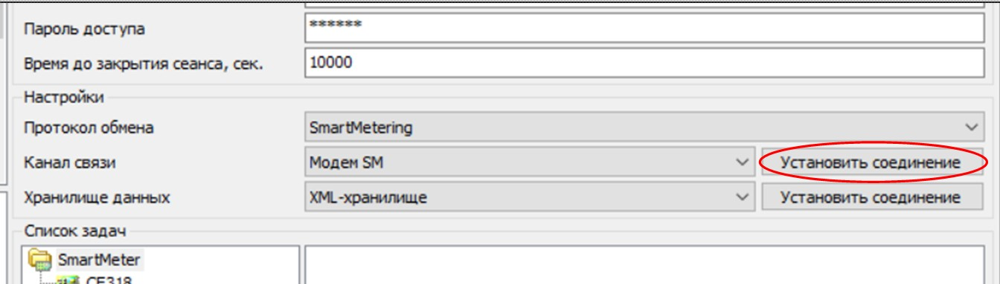 Пароль доступа ******
Время до закрытия сеанса, сек. 10000
Настройки
Протокол обмена SmartMetering
Канал связи Модем SM Установить соединение
Хранилище данных XML-хранилище Установить соединение
Список задач
SmartMeter
CE318